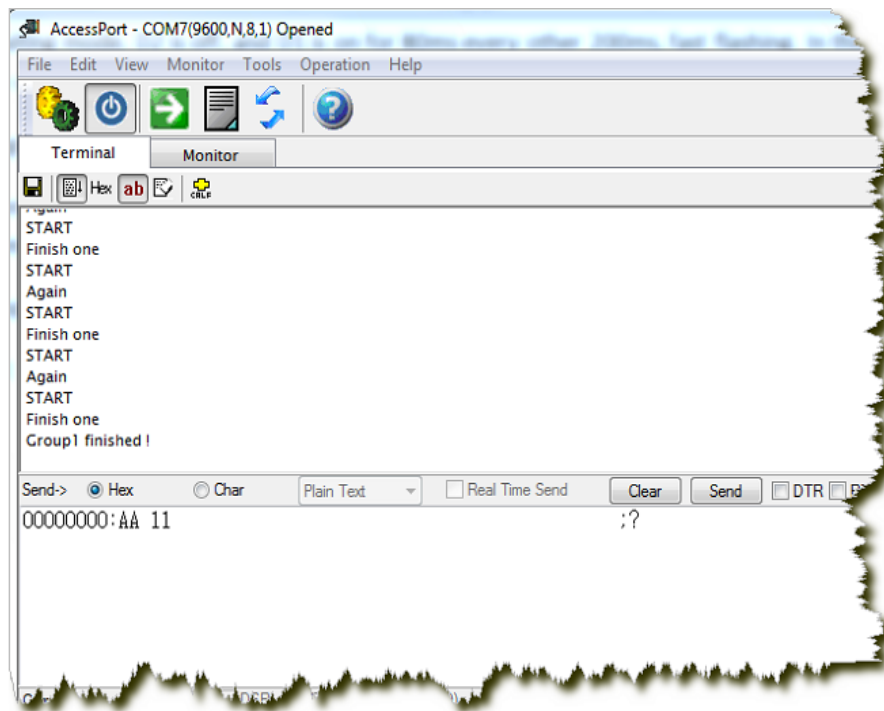 AccessPort - COM7(9600,N,8,1) Opened
File Edit View Monitor Tools Operation Help
Terminal Monitor
Hex ab CRLF
Again
START
Finish one
START
Again
START
Finish one
START
Again
START
Finish one
Group1 finished !
Send-> Hex Char Plain Text Real Time Send Clear Send DTR
00000000:AA 11 ;?